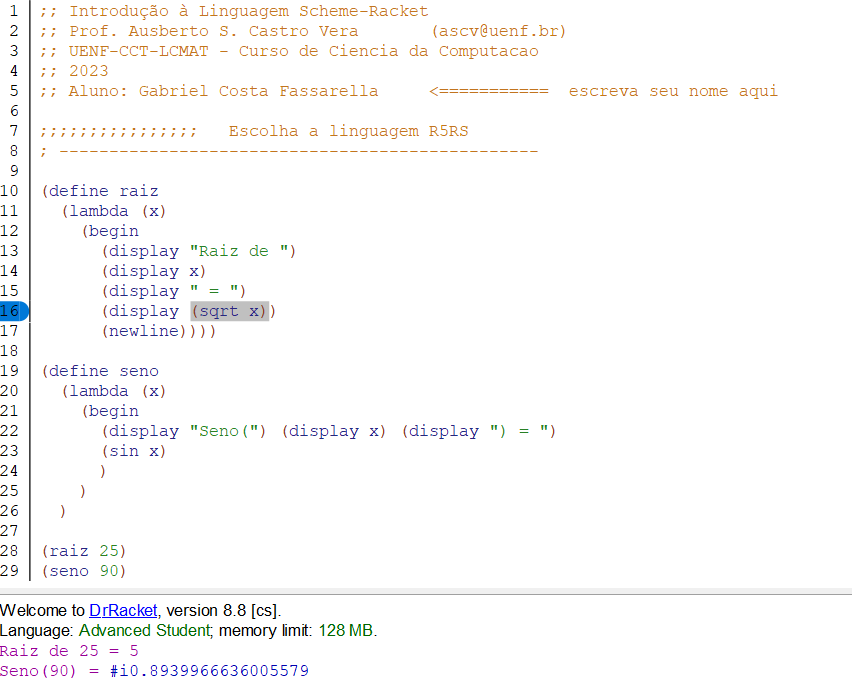 1 ;; Introdução à Linguagem Scheme-Racket
2 ;; Prof. Ausberto S. Castro Vera       (ascv@uenf.br)
3 ;; UENF-CCT-LCMAT - Curso de Ciencia da Computacao
4 ;; 2023
5 ;; Aluno: Gabriel Costa Fassarella     <===========  escreva seu nome aqui
6
7 ;;;;;;;;;;;;;;;;   Escolha a linguagem R5RS
8 ; ------------------------------------------------
9
10 (define raiz
11   (lambda (x)
12     (begin
13       (display "Raiz de ")
14       (display x)
15       (display " = ")
16       (display (sqrt x))
17       (newline))))
18
19 (define seno
20   (lambda (x)
21     (begin
22       (display "Seno(") (display x) (display ") = ")
23       (sin x)
24       )
25     )
26   )
27
28 (raiz 25)
29 (seno 90)
Welcome to DrRacket, version 8.8 [cs].
Language: Advanced Student; memory limit: 128 MB.
Raiz de 25 = 5
Seno(90) = #i0.8939966636005579